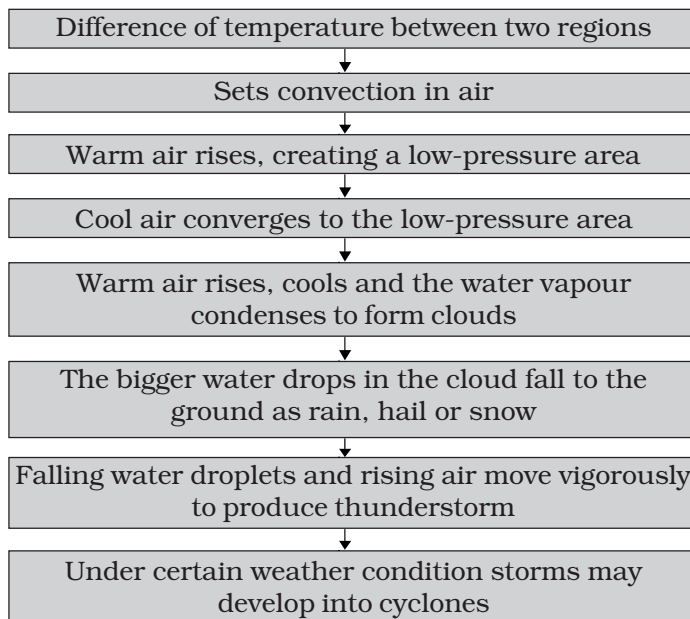 Difference of temperature between two regions
Sets convection in air
Warm air rises, creating a low-pressure area
Cool air converges to the low-pressure area
Warm air rises, cools and the water vapour
condenses to form clouds
The bigger water drops in the cloud fall to the
ground as rain, hail or snow
Falling water droplets and rising air move vigorously
to produce thunderstorm
Under certain weather condition storms may
develop into cyclones